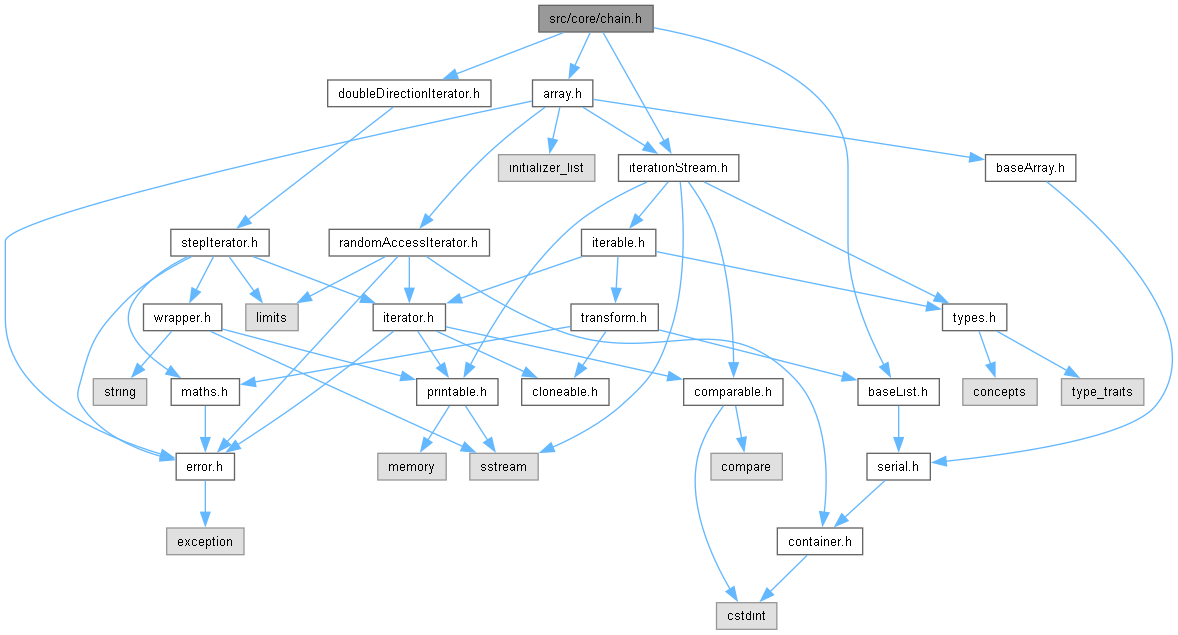 src/core/chain.h
doubleDirectionIterator.h
array.h
initializer_list
iterationStream.h
baseArray.h
stepIterator.h
randomAccessIterator.h
iterable.h
wrapper.h
limits
iterator.h
transform.h
types.h
string
maths.h
printable.h
cloneable.h
comparable.h
baseList.h
concepts
type_traits
error.h
memory
sstream
compare
serial.h
exception
container.h
cstdint